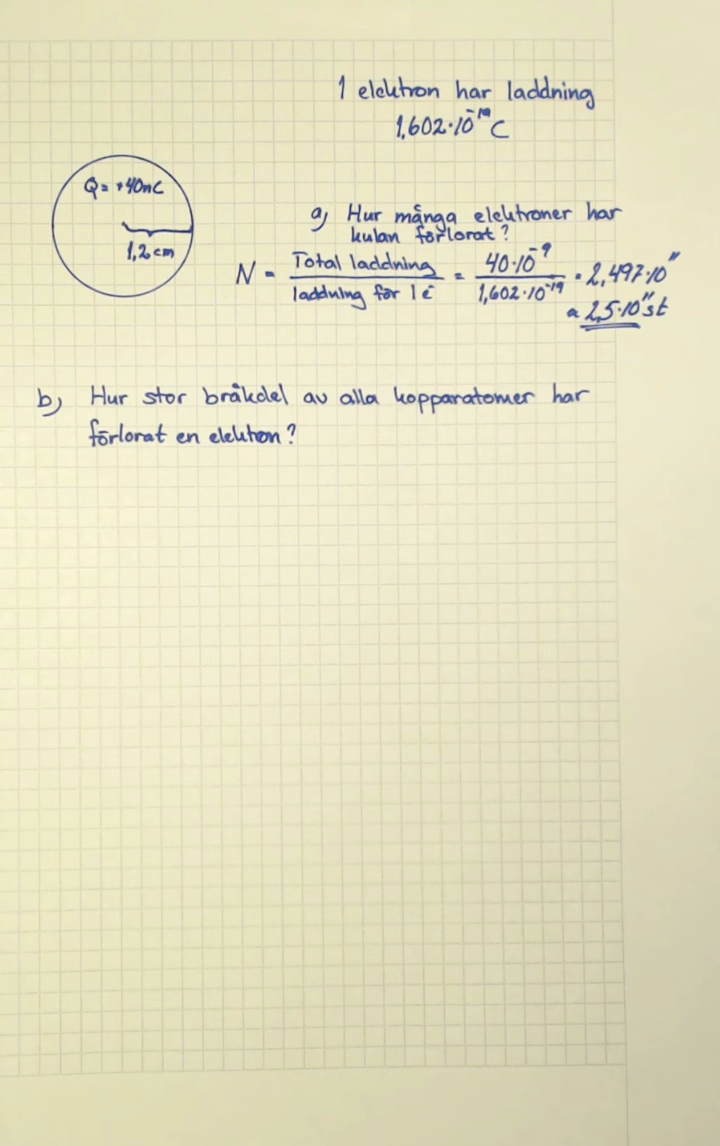 1 elektron har laddning
1,602·10⁻¹⁹ C
Q = +40nC
1,2 cm
a) Hur många elektroner har
kulan förlorat?
N = Total laddning / laddning för 1 e⁻ = 40·10⁻⁹ / 1,602·10⁻¹⁹ = 2,497·10¹¹
≈ 2,5·10¹¹ st
b) Hur stor bråkdel av alla kopparatomer har
förlorat en elektron?